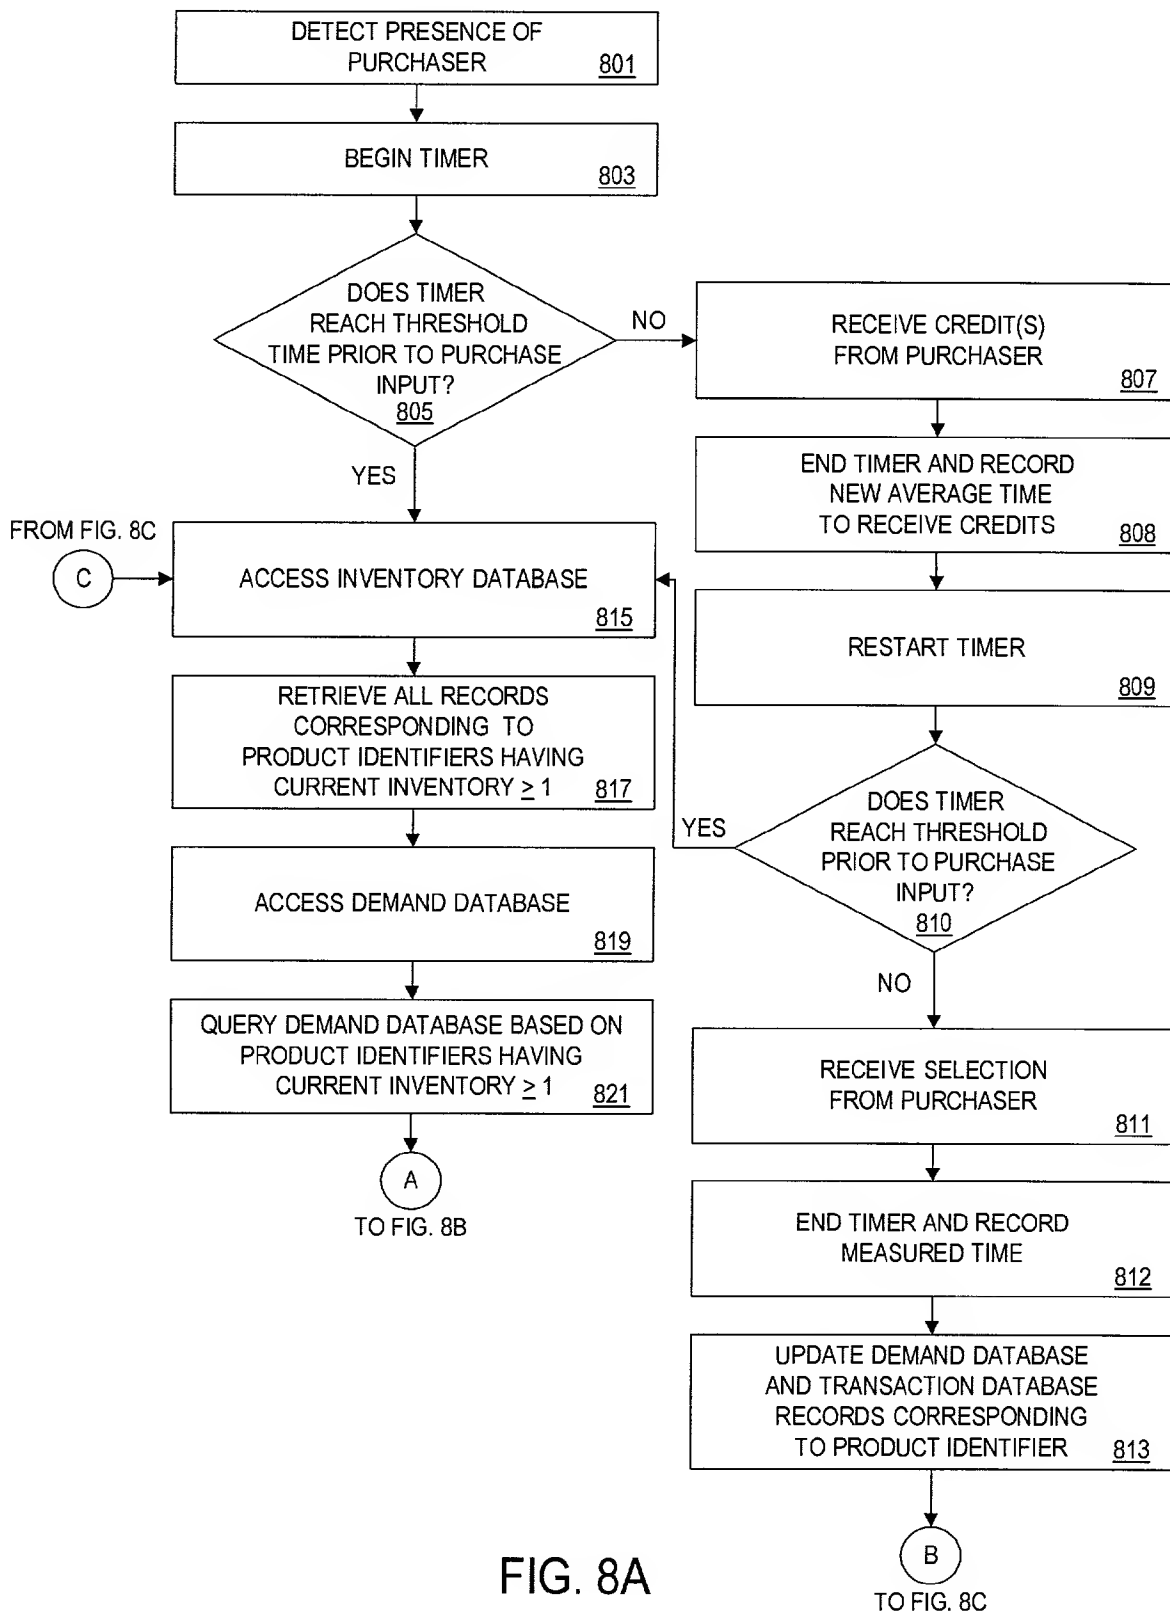 DETECT PRESENCE OF
PURCHASER
801
BEGIN TIMER
803
DOES TIMER
REACH THRESHOLD
TIME PRIOR TO PURCHASE
INPUT?
805
NO
YES
RECEIVE CREDIT(S)
FROM PURCHASER
807
END TIMER AND RECORD
NEW AVERAGE TIME
TO RECEIVE CREDITS
808
RESTART TIMER
809
DOES TIMER
REACH THRESHOLD
PRIOR TO PURCHASE
INPUT?
810
YES
NO
FROM FIG. 8C
C
ACCESS INVENTORY DATABASE
815
RETRIEVE ALL RECORDS
CORRESPONDING TO
PRODUCT IDENTIFIERS HAVING
CURRENT INVENTORY ≥ 1
817
ACCESS DEMAND DATABASE
819
QUERY DEMAND DATABASE BASED ON
PRODUCT IDENTIFIERS HAVING
CURRENT INVENTORY ≥ 1
821
A
TO FIG. 8B
RECEIVE SELECTION
FROM PURCHASER
811
END TIMER AND RECORD
MEASURED TIME
812
UPDATE DEMAND DATABASE
AND TRANSACTION DATABASE
RECORDS CORRESPONDING
TO PRODUCT IDENTIFIER
813
B
TO FIG. 8C
FIG. 8A